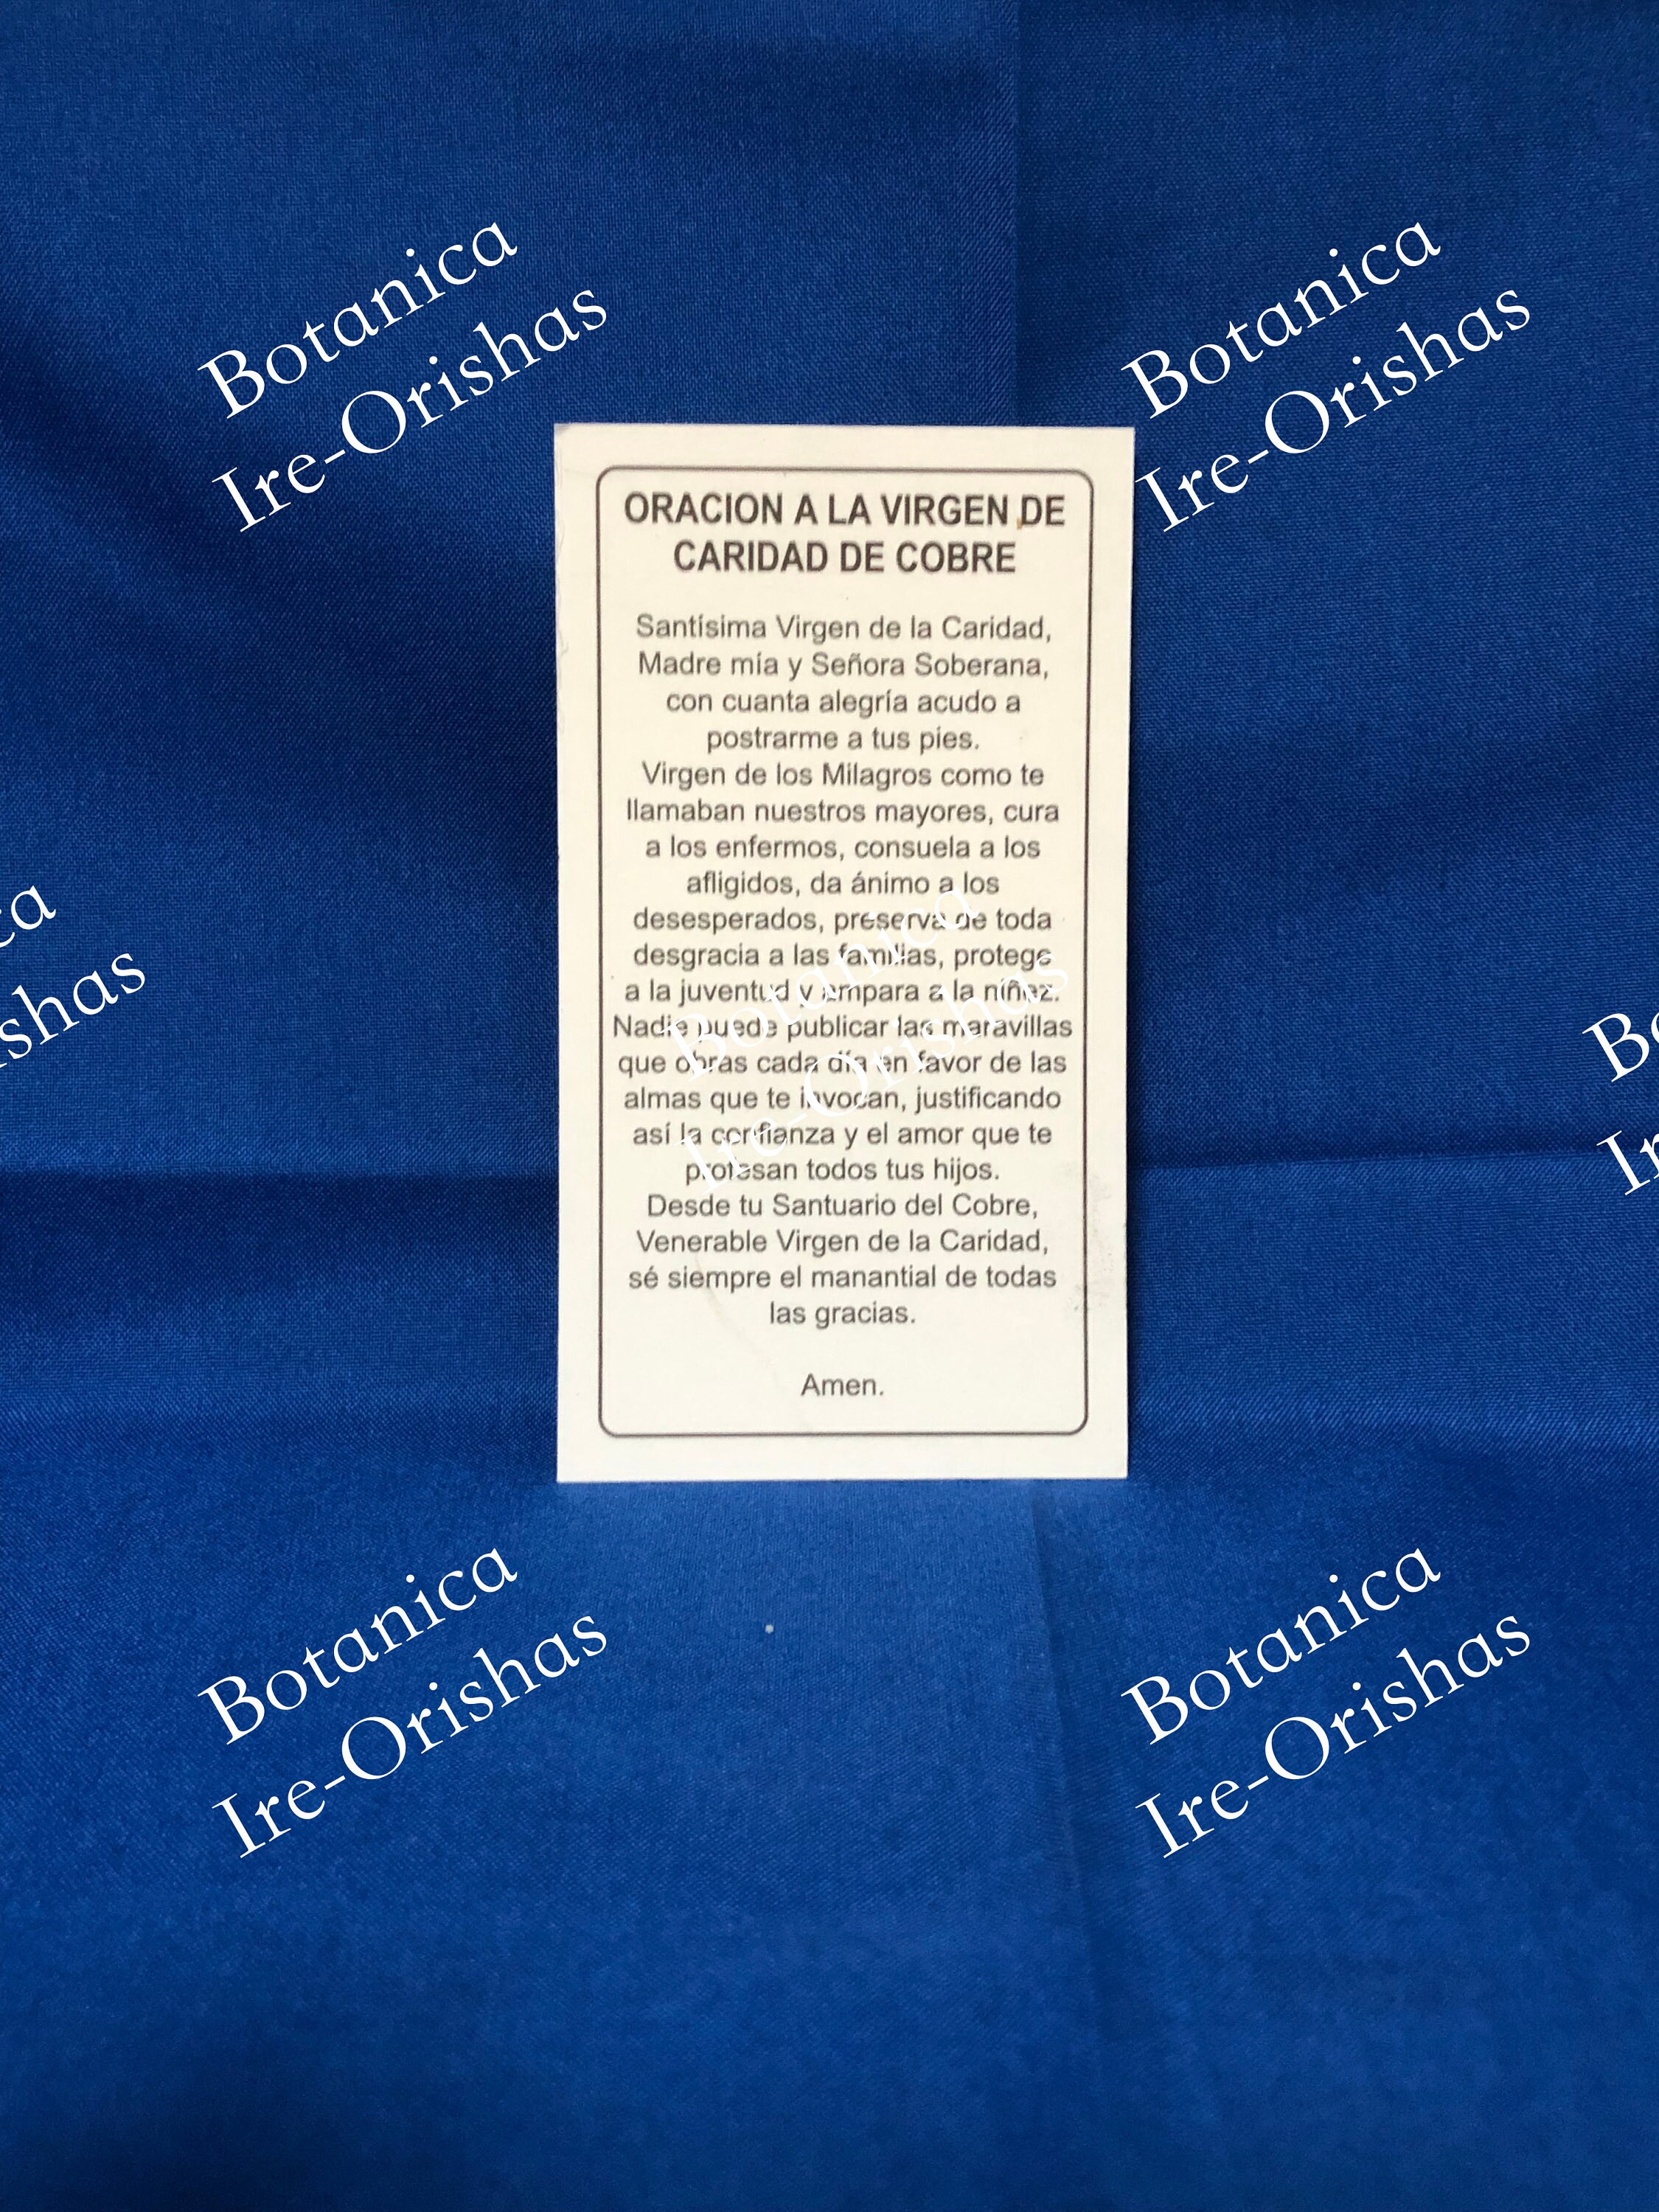 Botanica
Ire-Orishas
Botanica
Ire-Orishas
ORACION A LA VIRGEN DE
CARIDAD DE COBRE
Santísima Virgen de la Caridad,
Madre mía y Señora Soberana,
con cuanta alegría acudo a
postrarme a tus pies.
Virgen de los Milagros como te
llamaban nuestros mayores, cura
a los enfermos, consuela a los
afligidos, da ánimo a los
desesperados, preserva de toda
desgracia a las familias, protege
a la juventud y ampara a la niñez.
Nadie puede publicar las maravillas
que obras cada día en favor de las
almas que te invocan, justificando
así la confianza y el amor que te
profesan todos tus hijos.
Desde tu Santuario del Cobre,
Venerable Virgen de la Caridad,
sé siempre el manantial de todas
las gracias.
Amen.
Botanica
Ire-Orishas
Botanica
Ire-Orishas
Botanica
Ire-Orishas